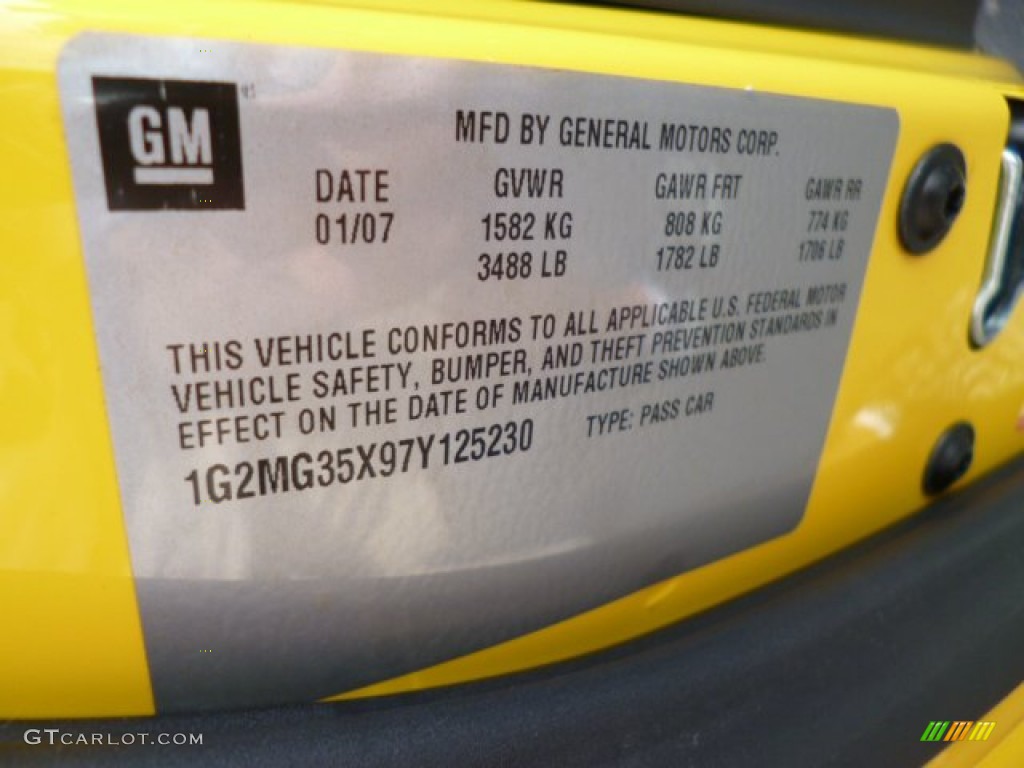 GM
MFD BY GENERAL MOTORS CORP.
DATE GVWR GAWR FRT GAWR RR
01/07 1582 KG 808 KG 774 KG
3488 LB 1782 LB 1706 LB
THIS VEHICLE CONFORMS TO ALL APPLICABLE U.S. FEDERAL MOTOR
VEHICLE SAFETY, BUMPER, AND THEFT PREVENTION STANDARDS IN
EFFECT ON THE DATE OF MANUFACTURE SHOWN ABOVE.
1G2MG35X97Y125230 TYPE: PASS CAR
GTCARLOT.COM